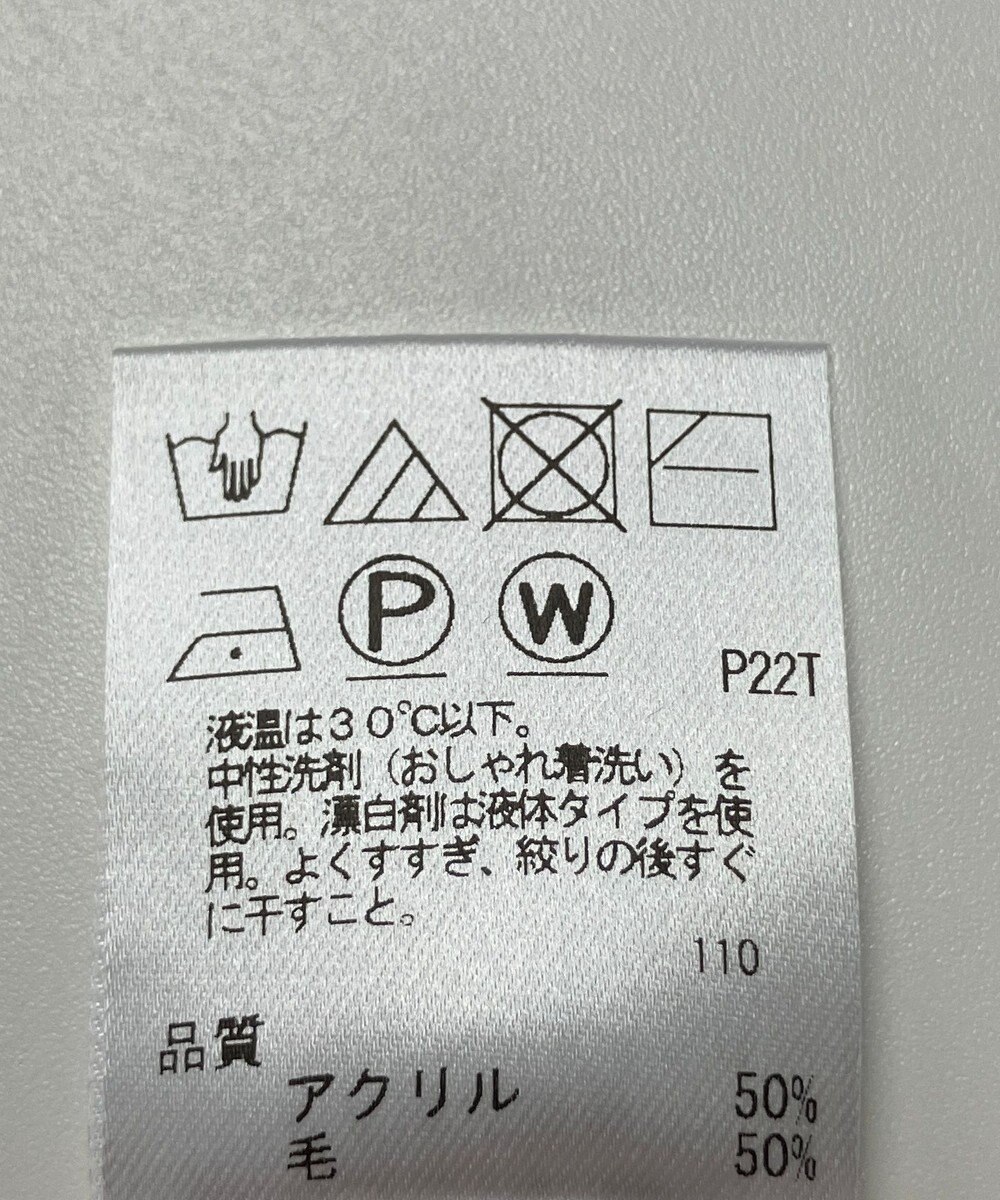 P
W
P22T
液温は30℃以下。
中性洗剤（おしゃれ着洗い）を
使用。漂白剤は液体タイプを使
用。よくすすぎ、絞りの後すぐ
に干すこと。
110
品質
アクリル 50%
毛 50%